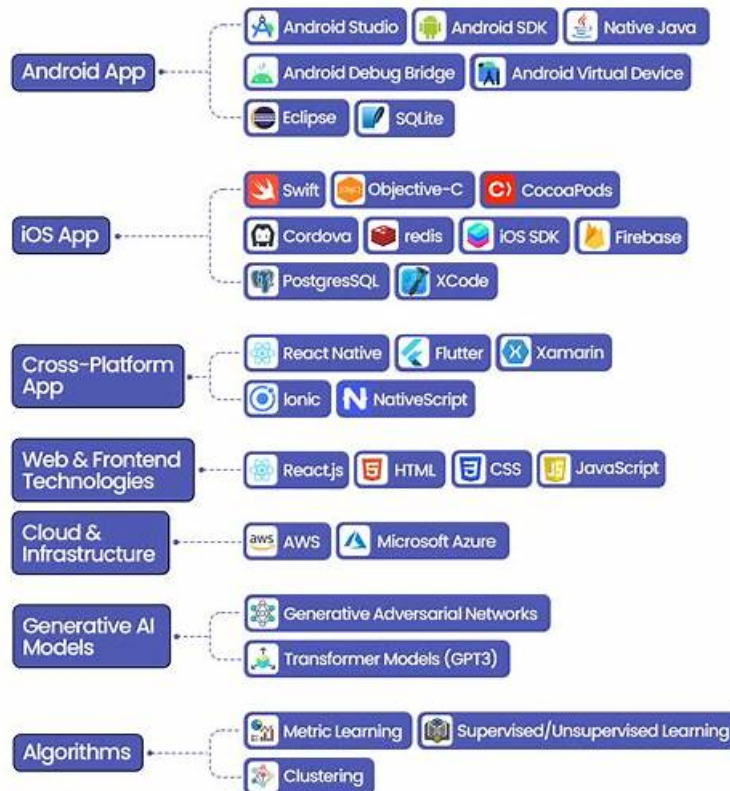 Android App
Android Studio Android SDK Native Java
Android Debug Bridge Android Virtual Device
Eclipse SQLite
iOS App
Swift Objective-C CocoaPods
Cordova redis iOS SDK Firebase
PostgresSQL XCode
Cross-Platform
App
React Native Flutter Xamarin
Ionic NativeScript
Web & Frontend
Technologies
React.js HTML CSS JavaScript
Cloud &
Infrastructure
aws AWS Microsoft Azure
Generative AI
Models
Generative Adversarial Networks
Transformer Models (GPT3)
Algorithms
Metric Learning Supervised/Unsupervised Learning
Clustering